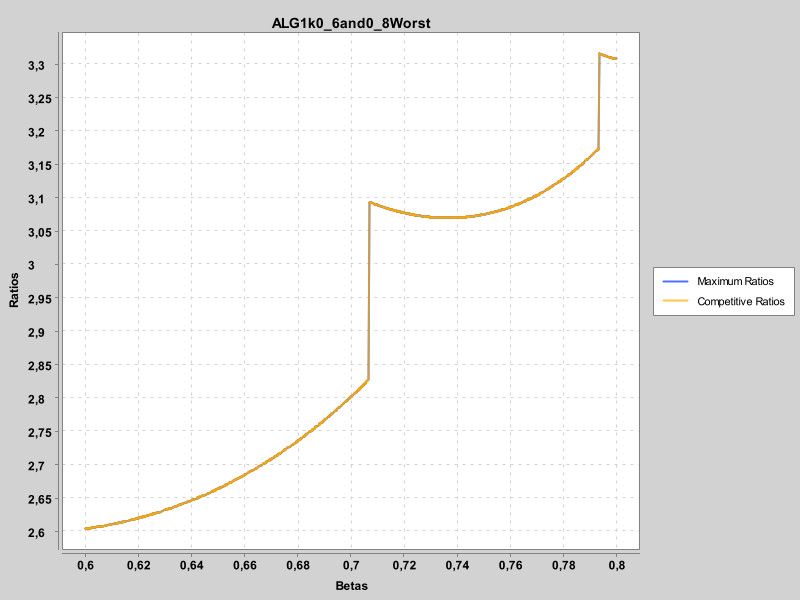 ALG1k0_6and0_8Worst
Ratios
3,3
3,25
3,2
3,15
3,1
3,05
3
2,95
2,9
2,85
2,8
2,75
2,7
2,65
2,6
0,6 0,62 0,64 0,66 0,68 0,7 0,72 0,74 0,76 0,78 0,8
Betas
Maximum Ratios
Competitive Ratios